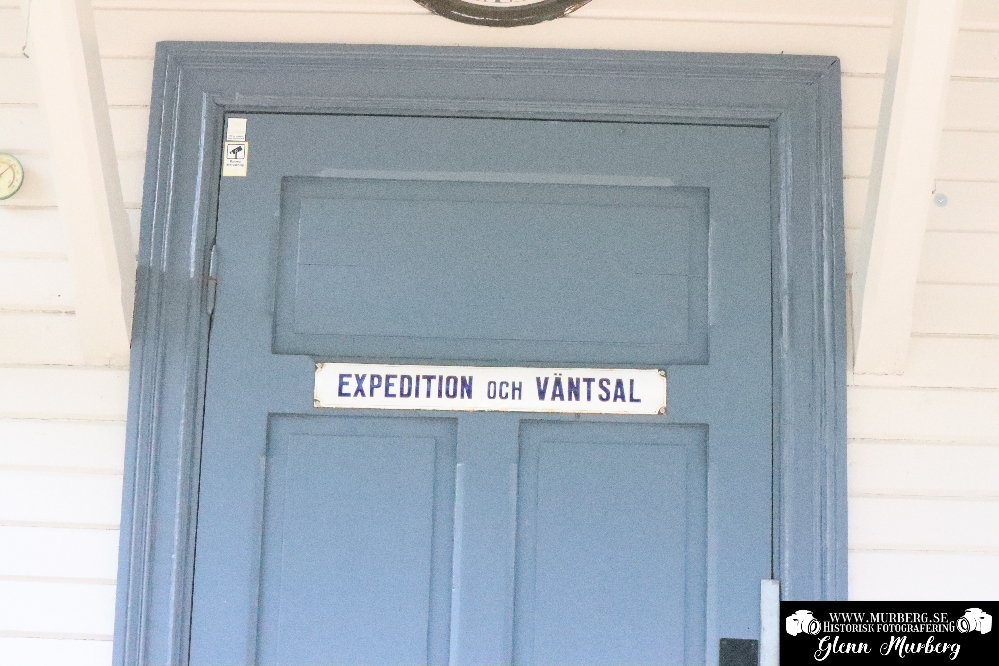 EXPEDITION OCH VÄNTSAL
WWW.MURBERG.SE
HISTORISK FOTOGRAFERING
Glenn Murberg